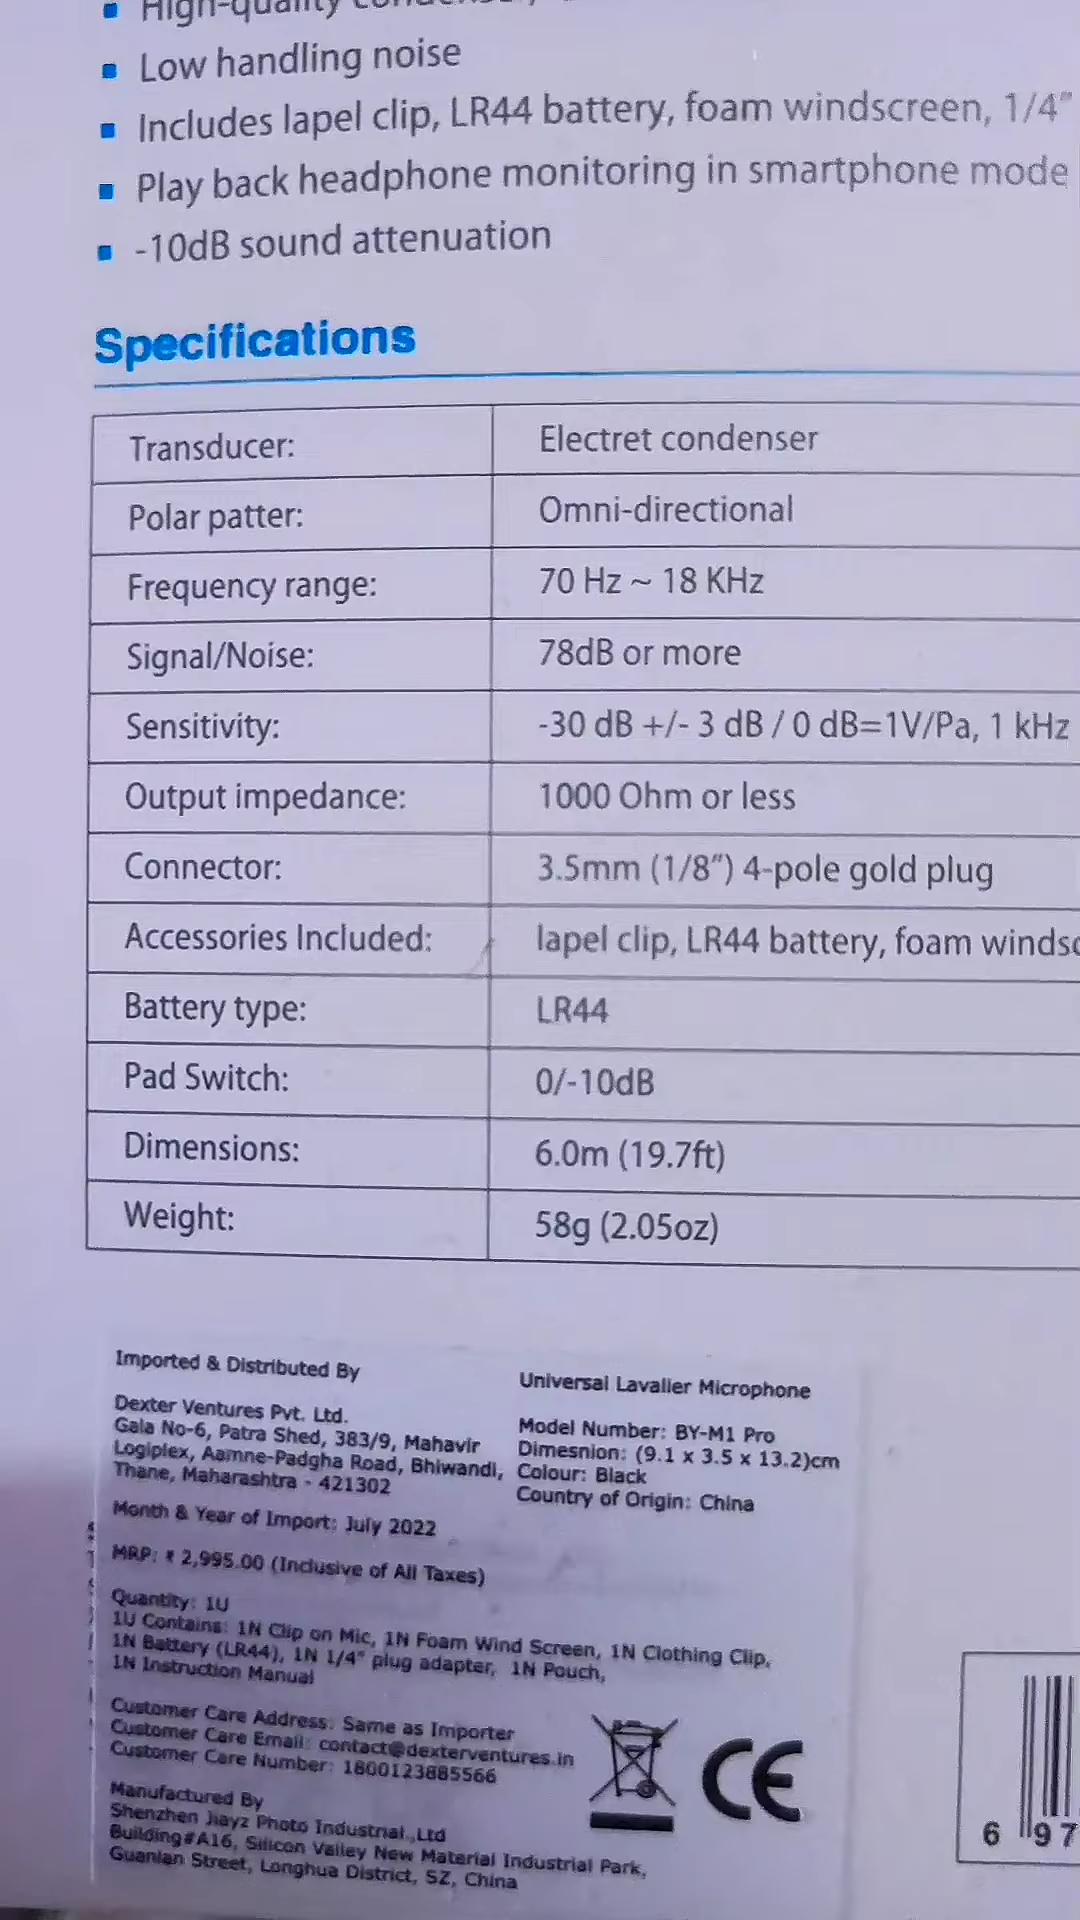 High-quality
Low handling noise
Includes lapel clip, LR44 battery, foam windscreen, 1/4"
Play back headphone monitoring in smartphone mode
-10dB sound attenuation
Specifications
Transducer: Electret condenser
Polar patter: Omni-directional
Frequency range: 70 Hz ~ 18 KHz
Signal/Noise: 78dB or more
Sensitivity: -30 dB +/- 3 dB / 0 dB=1V/Pa, 1 kHz
Output impedance: 1000 Ohm or less
Connector: 3.5mm (1/8") 4-pole gold plug
Accessories Included: lapel clip, LR44 battery, foam
Battery type: LR44
Pad Switch: 0/-10dB
Dimensions: 6.0m (19.7ft)
Weight: 58g (2.05oz)
Imported & Distributed By
Dexter Ventures Pvt. Ltd.
Gala No-6, Patra Shed, 383/9, Mahavir
Logiplex, Aamne-Padgha Road, Bhiwandi,
Thane, Maharashtra - 421302
Month & Year of Import: July 2022
MRP: ₹ 2,995.00 (Inclusive of All Taxes)
Universal Lavalier Microphone
Model Number: BY-M1 Pro
Dimesnion: (9.1 x 3.5 x 13.2)cm
Colour: Black
Country of Origin: China
Quantity: 1U
1U Contains: 1N Clip on Mic, 1N Foam Wind Screen, 1N Clothing Clip,
1N Battery (LR44), 1N 1/4" plug adapter, 1N Pouch,
1N Instruction Manual
Customer Care Address: Same as Importer
Customer Care Email: contact@dexterventures.in
Customer Care Number: 1800123885566
Manufactured By
Shenzhen Jiayz Photo Industrial.,Ltd
Building#A16, Silicon Valley New Material Industrial Park,
Guanlan Street, Longhua District, SZ, China
CE
6 97